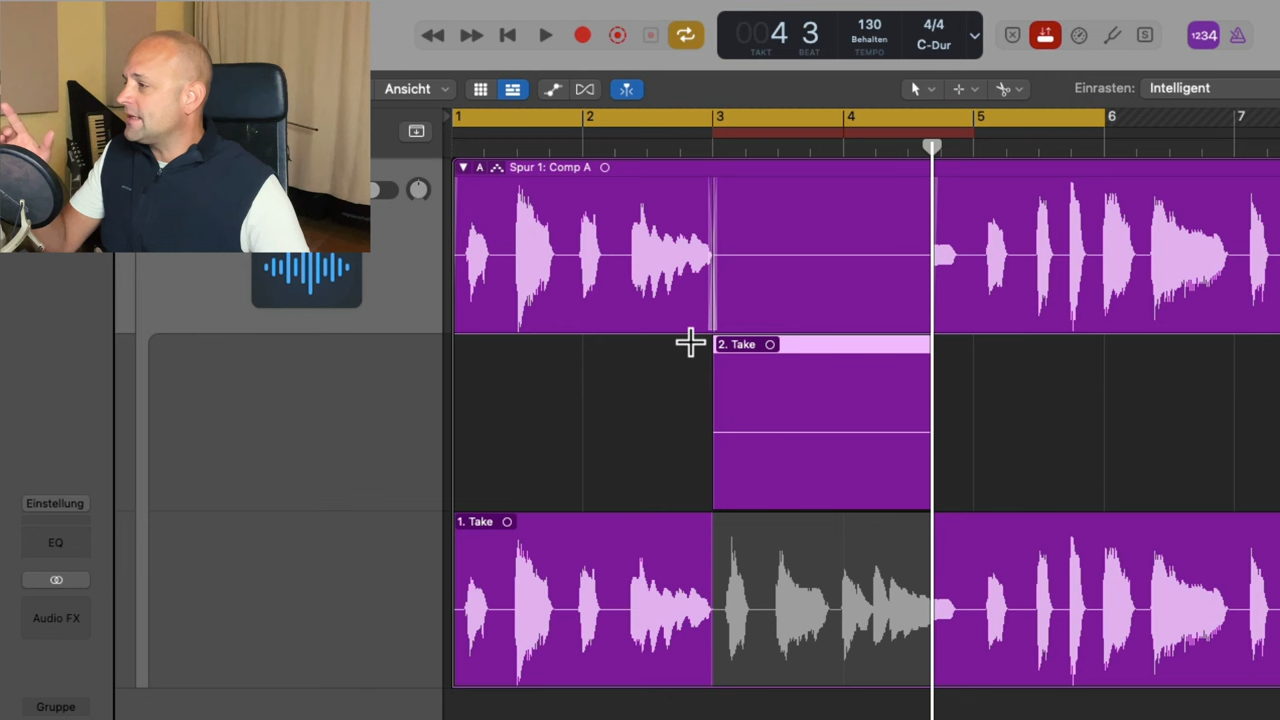 004 3
TAKT BEAT
130
Behalten
TEMPO
4/4
C-Dur
S
1234
Ansicht
Einrasten: Intelligent
1 2 3 4 5 6 7
A Spur 1: Comp A
2. Take
1. Take
Einstellung
EQ
Audio FX
Gruppe